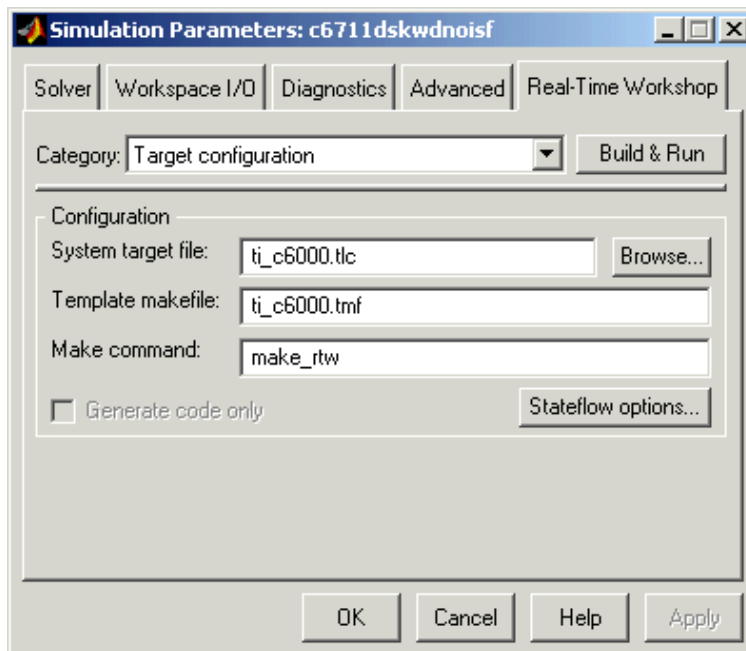 Simulation Parameters: c6711dskwdnoisf
Solver Workspace I/O Diagnostics Advanced Real-Time Workshop
Category: Target configuration Build & Run
Configuration
System target file: ti_c6000.tlc Browse...
Template makefile: ti_c6000.tmf
Make command: make_rtw
Generate code only Stateflow options...
OK Cancel Help Apply